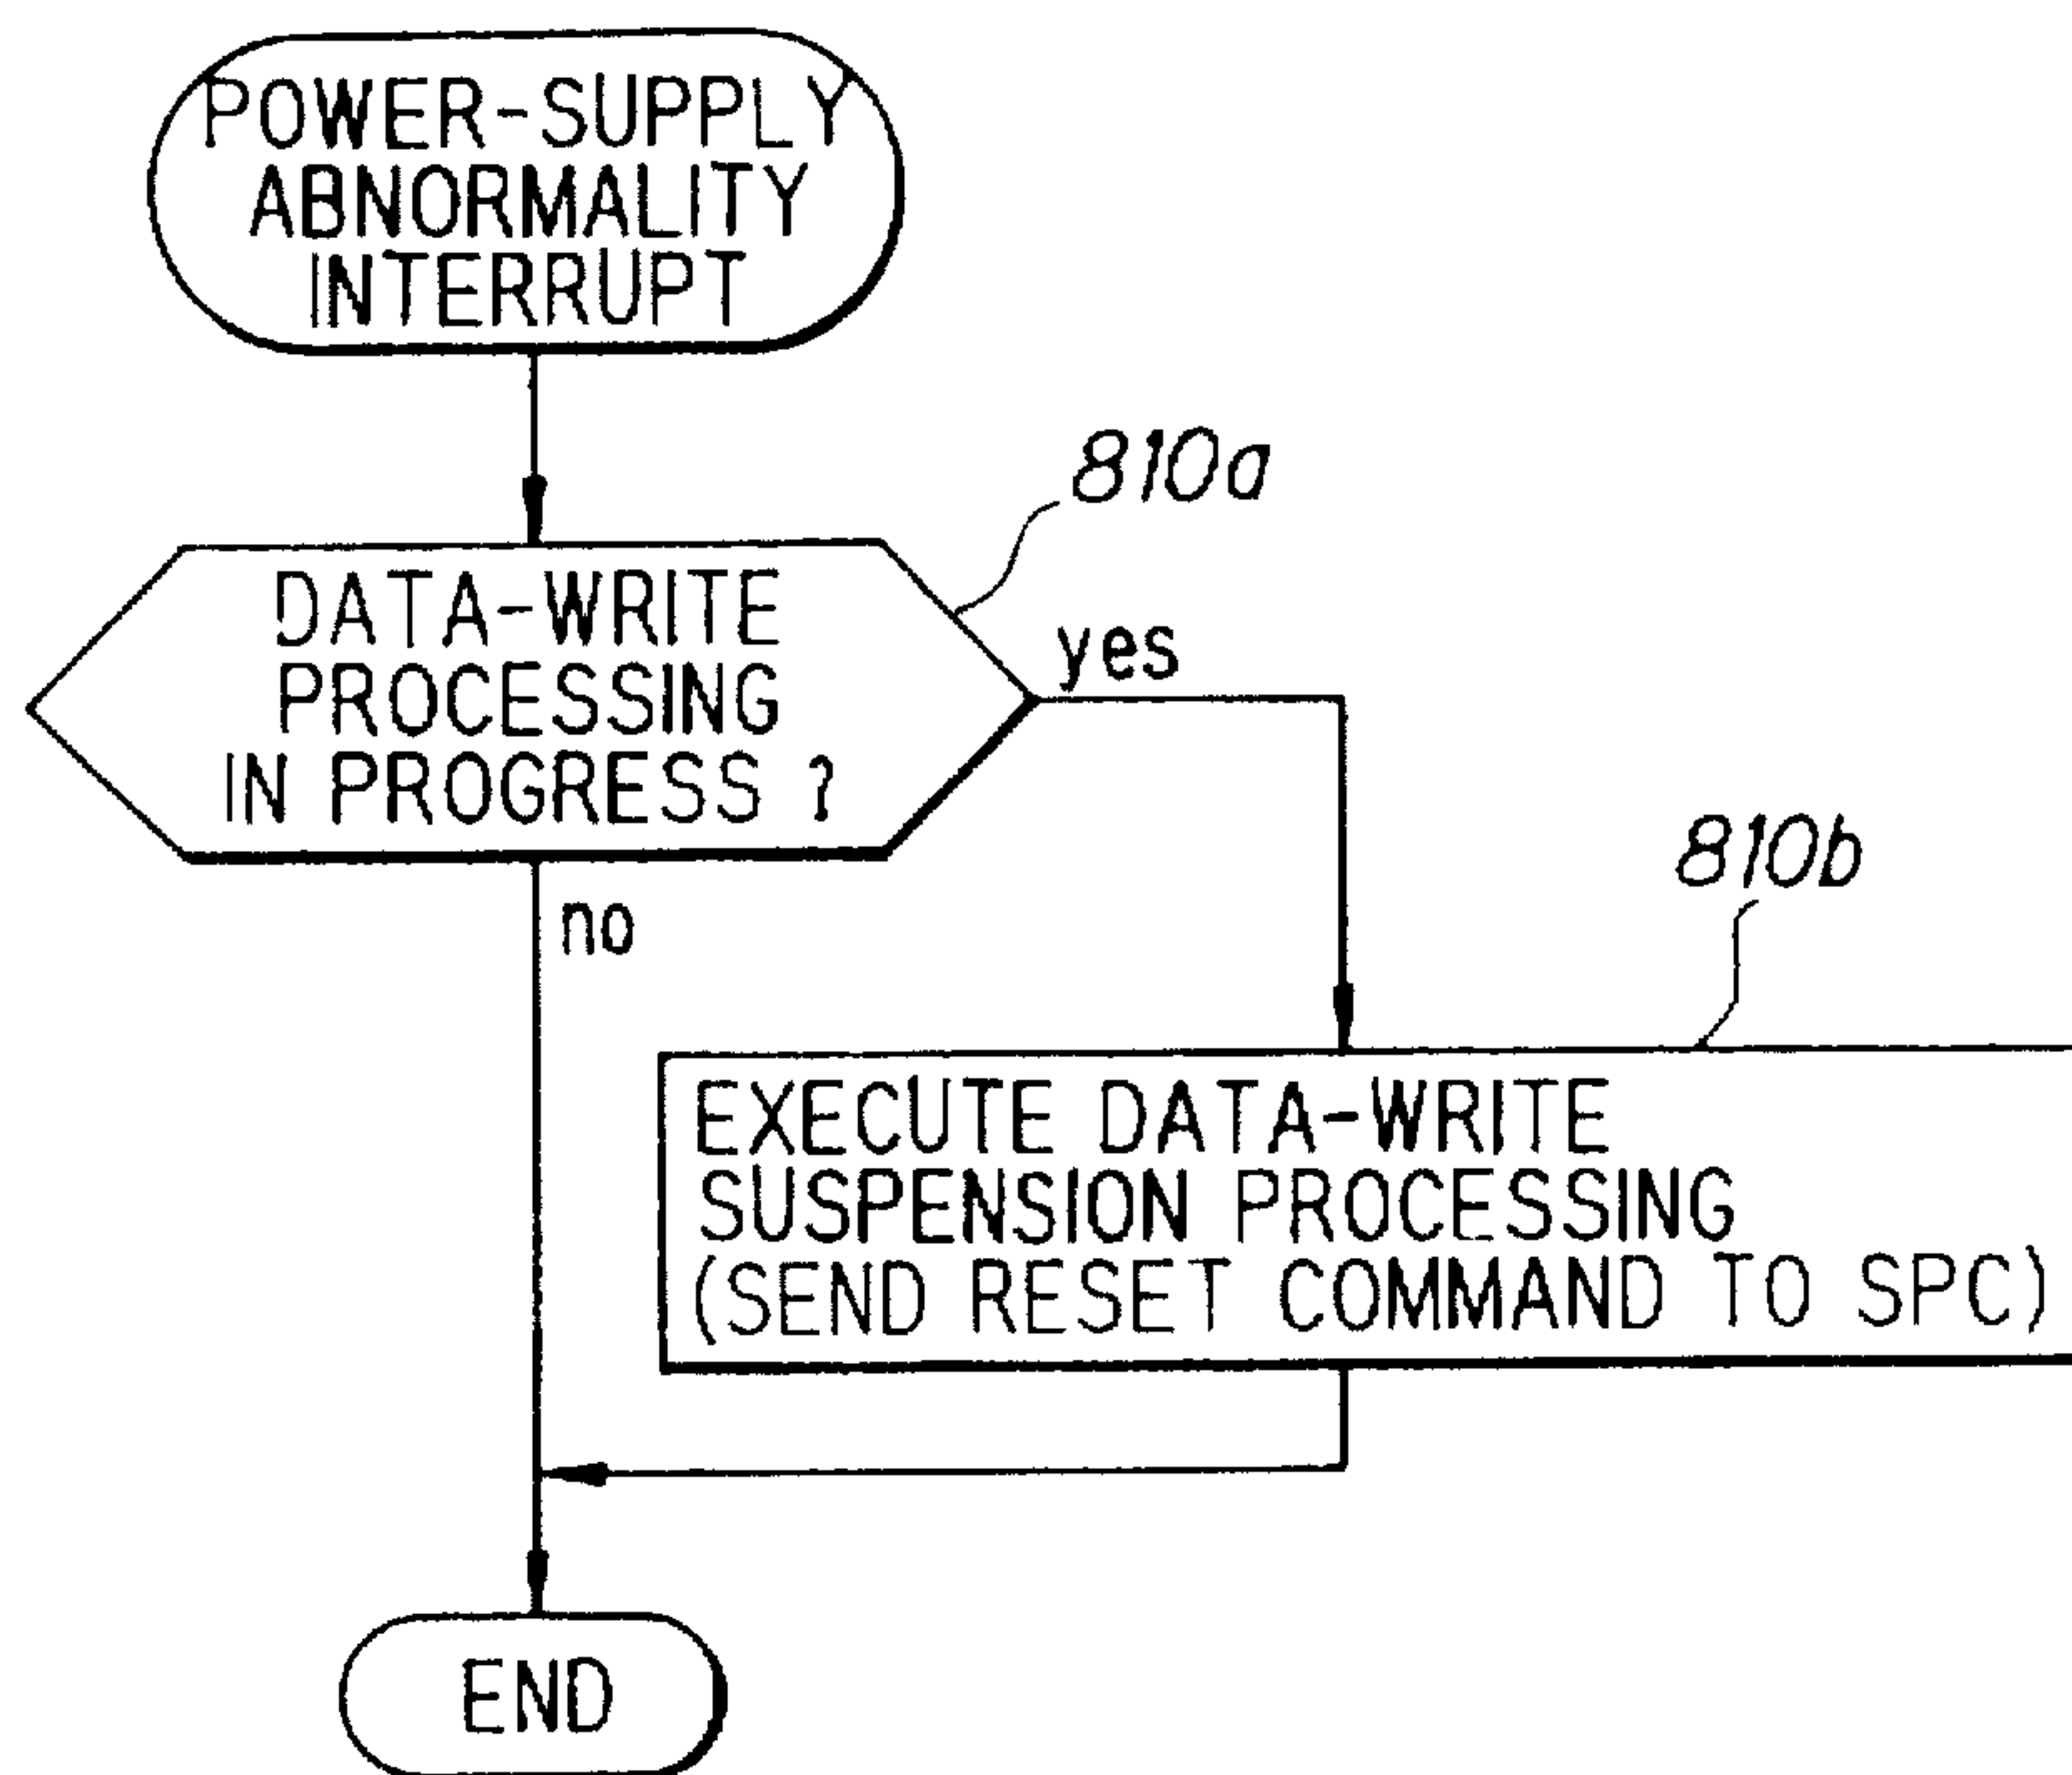 POWER-SUPPLY
ABNORMALITY
INTERRUPT
810a
DATA-WRITE
PROCESSING
IN PROGRESS ?
yes
no
810b
EXECUTE DATA-WRITE
SUSPENSION PROCESSING
(SEND RESET COMMAND TO SPC)
END